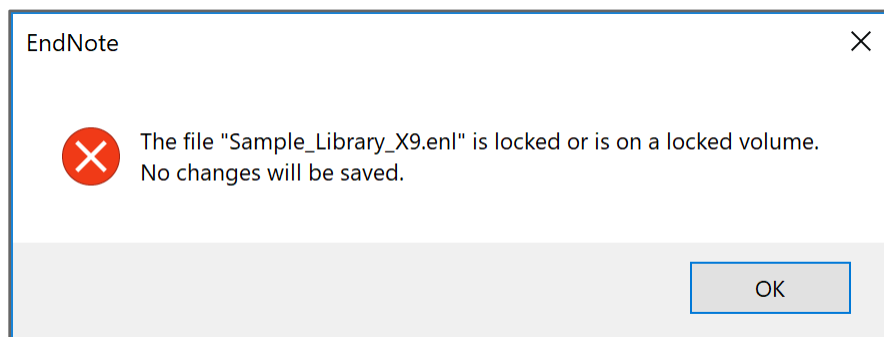 EndNote
The file "Sample_Library_X9.enl" is locked or is on a locked volume.
No changes will be saved.
OK